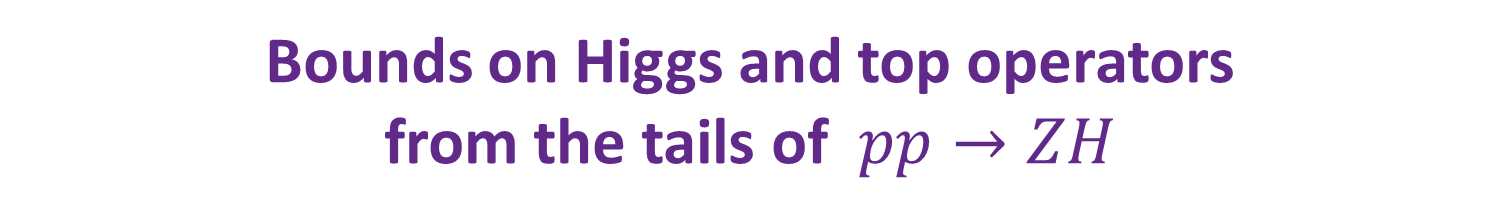 Bounds on Higgs and top operators
from the tails of pp → ZH